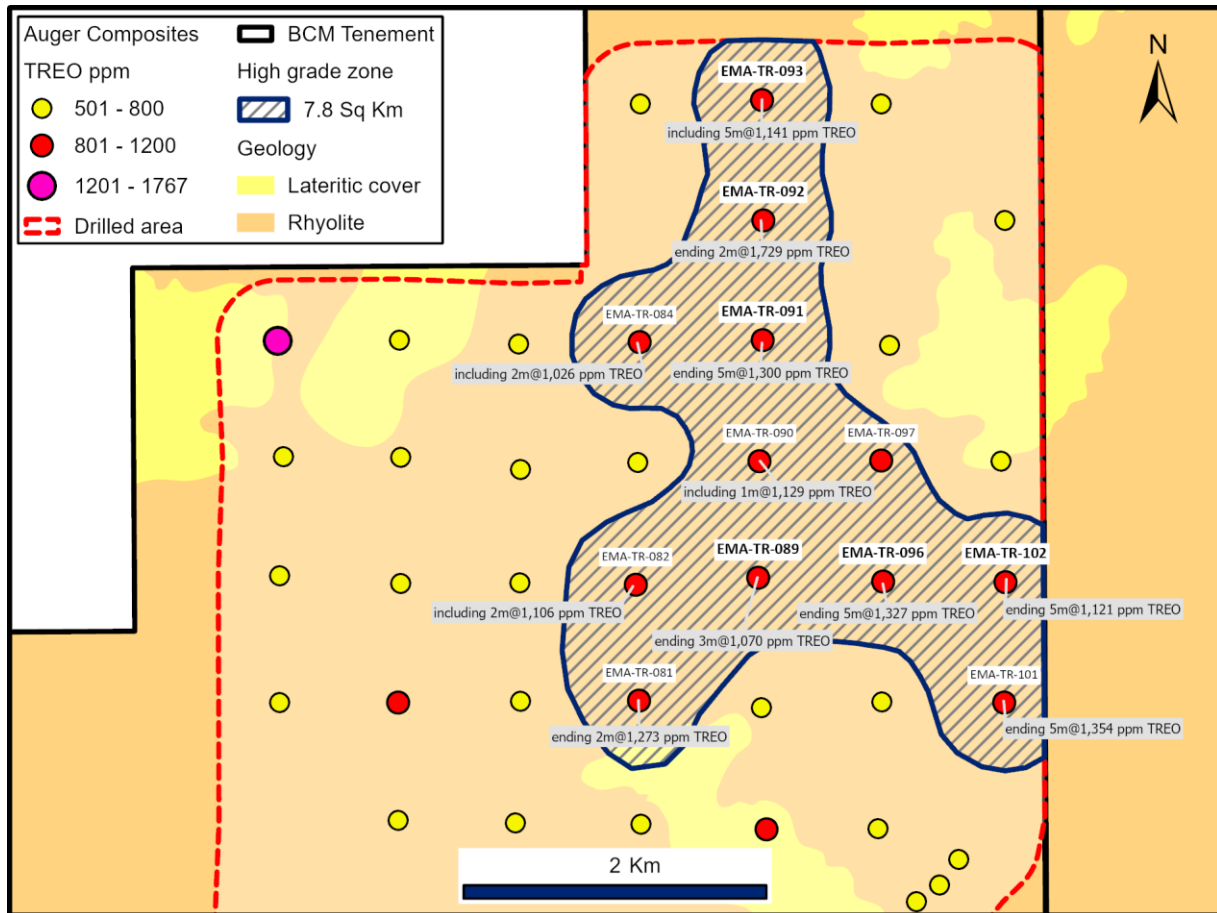 Auger Composites
TREO ppm
501 - 800
801 - 1200
1201 - 1767
Drilled area
BCM Tenement
High grade zone
7.8 Sq Km
Geology
Lateritic cover
Rhyolite
N
EMA-TR-093
including 5m@1,141 ppm TREO
EMA-TR-092
ending 2m@1,729 ppm TREO
EMA-TR-084
including 2m@1,026 ppm TREO
EMA-TR-091
ending 5m@1,300 ppm TREO
EMA-TR-090
including 1m@1,129 ppm TREO
EMA-TR-097
EMA-TR-082
including 2m@1,106 ppm TREO
EMA-TR-089
ending 3m@1,070 ppm TREO
EMA-TR-096
ending 5m@1,327 ppm TREO
EMA-TR-102
ending 5m@1,121 ppm TREO
EMA-TR-081
ending 2m@1,273 ppm TREO
EMA-TR-101
ending 5m@1,354 ppm TREO
2 Km